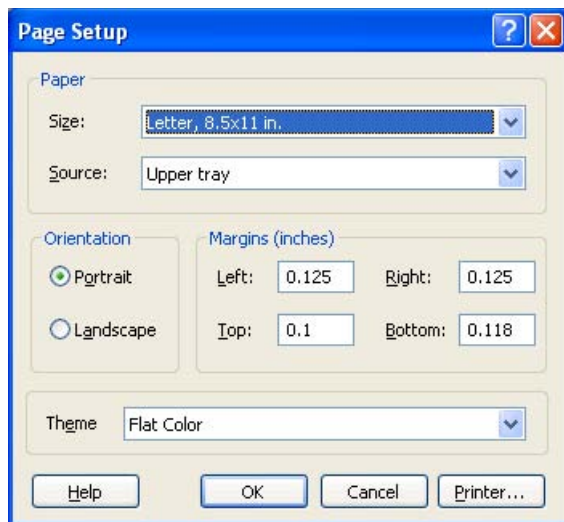 Page Setup
Paper
Size: Letter, 8.5x11 in.
Source: Upper tray
Orientation Margins (inches)
Portrait Left: 0.125 Right: 0.125
Landscape Top: 0.1 Bottom: 0.118
Theme Flat Color
Help OK Cancel Printer...